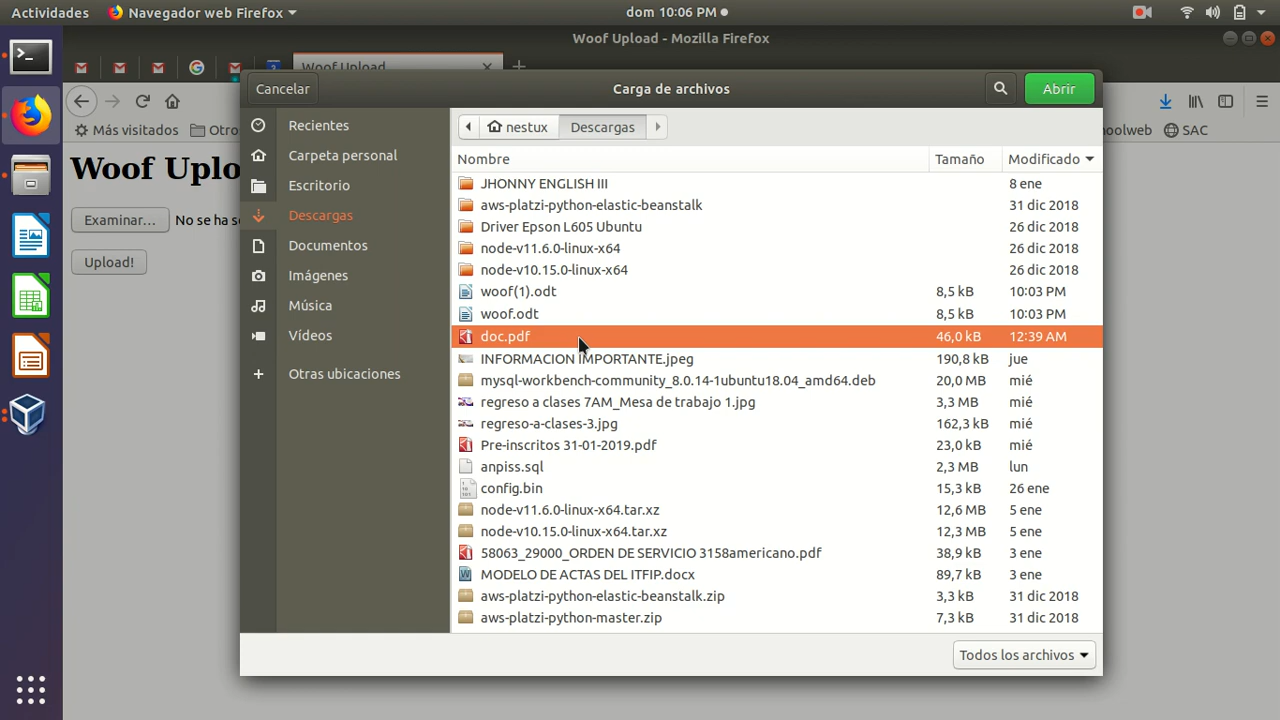 Actividades Navegador web Firefox dom 10:06 PM
Woof Upload - Mozilla Firefox
Woof Upload
Cancelar Carga de archivos Abrir
Más visitados Otro oolweb SAC
Woof Uplo
Examinar... No se ha s
Upload!
Recientes
Carpeta personal
Escritorio
Descargas
Documentos
Imágenes
Música
Vídeos
Otras ubicaciones
nestux Descargas
Nombre Tamaño Modificado
JHONNY ENGLISH III 8 ene
aws-platzi-python-elastic-beanstalk 31 dic 2018
Driver Epson L605 Ubuntu 26 dic 2018
node-v11.6.0-linux-x64 26 dic 2018
node-v10.15.0-linux-x64 26 dic 2018
woof(1).odt 8,5 kB 10:03 PM
woof.odt 8,5 kB 10:03 PM
doc.pdf 46,0 kB 12:39 AM
INFORMACION IMPORTANTE.jpeg 190,8 kB jue
mysql-workbench-community_8.0.14-1ubuntu18.04_amd64.deb 20,0 MB mié
regreso a clases 7AM_Mesa de trabajo 1.jpg 3,3 MB mié
regreso-a-clases-3.jpg 162,3 kB mié
Pre-inscritos 31-01-2019.pdf 23,0 kB mié
anpiss.sql 2,3 MB lun
config.bin 15,3 kB 26 ene
node-v11.6.0-linux-x64.tar.xz 12,6 MB 5 ene
node-v10.15.0-linux-x64.tar.xz 12,3 MB 5 ene
58063_29000_ORDEN DE SERVICIO 3158americano.pdf 38,9 kB 3 ene
MODELO DE ACTAS DEL ITFIP.docx 89,7 kB 3 ene
aws-platzi-python-elastic-beanstalk.zip 3,3 kB 31 dic 2018
aws-platzi-python-master.zip 7,3 kB 31 dic 2018
Todos los archivos